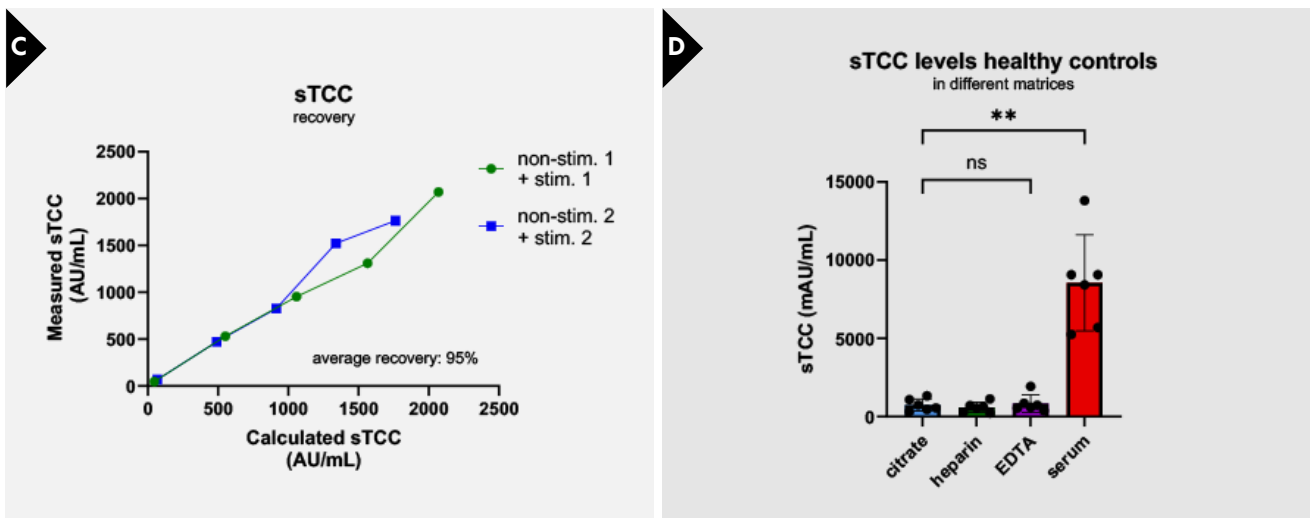 C
sTCC
recovery
2500
2000
1500
1000
500
0
Measured sTCC
(AU/mL)
non-stim. 1
+ stim. 1
non-stim. 2
+ stim. 2
average recovery: 95%
0 500 1000 1500 2000 2500
Calculated sTCC
(AU/mL)
D
sTCC levels healthy controls
in different matrices
**
ns
15000
10000
5000
0
sTCC (mAU/mL)
citrate
heparin
EDTA
serum